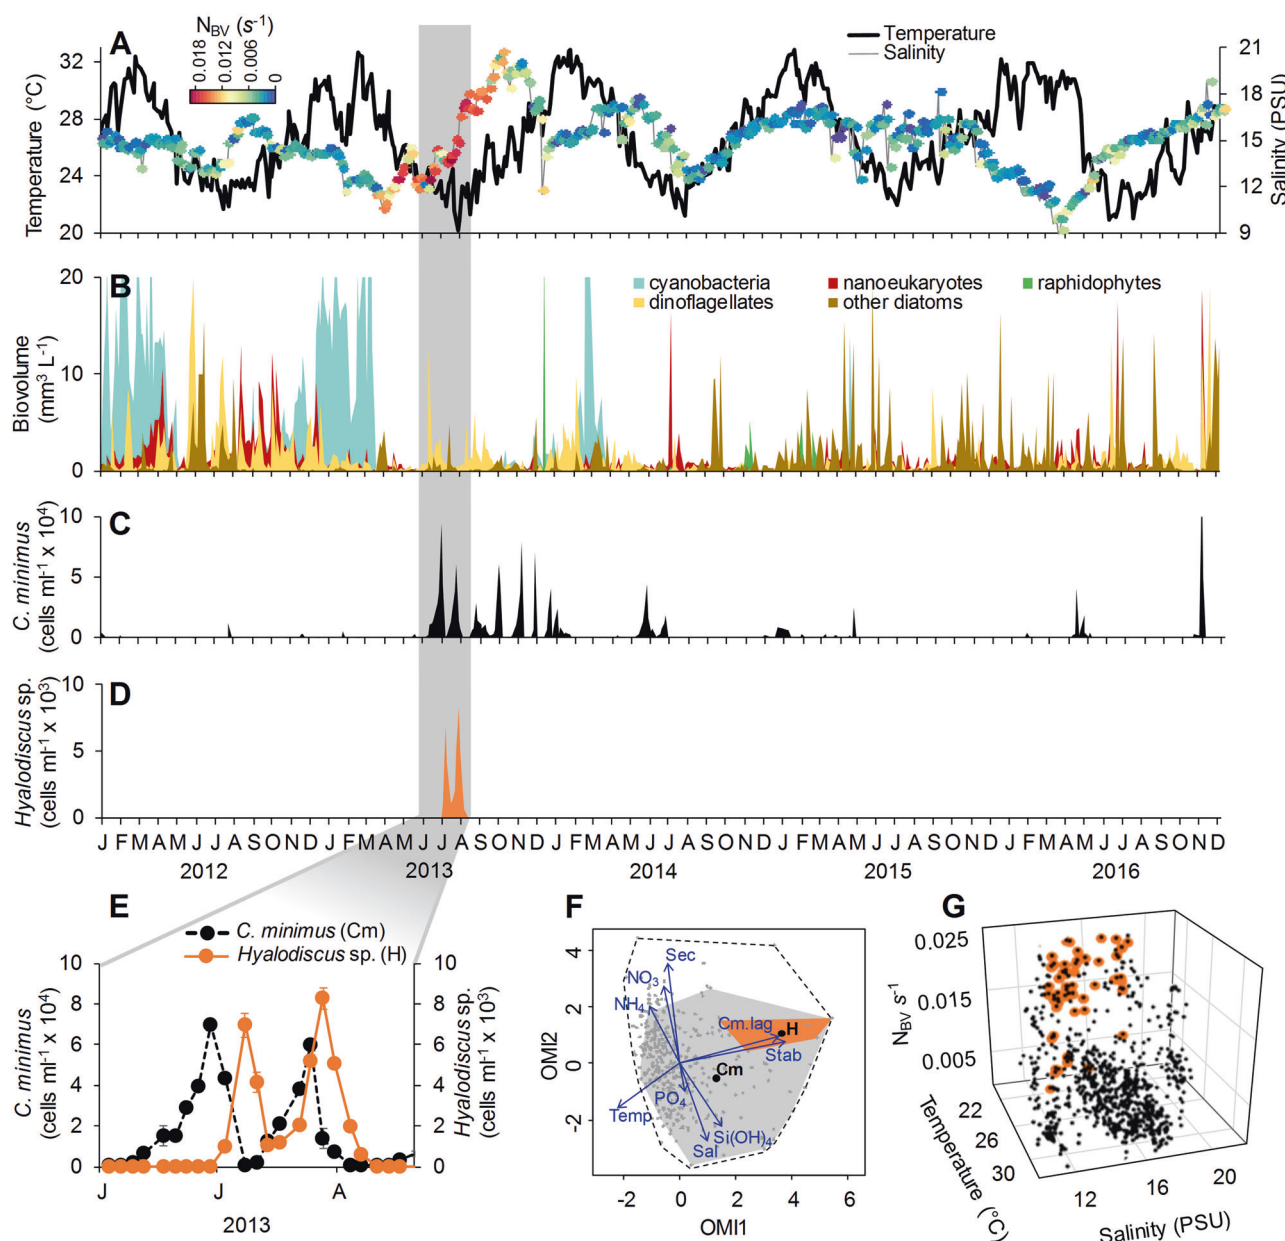 A
N_BV (s⁻¹)
0.018
0.012
0.006
0
Temperature
Salinity
Temperature (°C)
32
28
24
20
21
18
15
12
9
Salinity (PSU)
B
cyanobacteria
nanoeukaryotes
raphidophytes
dinoflagellates
other diatoms
Biovolume
(mm³ L⁻¹)
20
10
0
C
C. minimus
(cells ml⁻¹ x 10⁴)
10
5
0
D
Hyalodiscus sp.
(cells ml⁻¹ x 10³)
10
5
0
J F M A M J J A S O N D J F M A M J J A S O N D J F M A M J J A S O N D J F M A M J J A S O N D J F M A M J J A S O N D
2012 2013 2014 2015 2016
E
C. minimus (Cm)
Hyalodiscus sp. (H)
C. minimus
(cells ml⁻¹ x 10⁴)
10
8
6
4
2
0
10
8
6
4
2
0
Hyalodiscus sp.
(cells ml⁻¹ x 10³)
J J A
2013
F
4
2
0
2
OMI2
Sec
NO₃
NH₄
Cm.lag
H
Stab
Cm
PO₄
Temp
Si(OH)₄
Sal
-2 0 2 4 6
OMI1
G
0.025
0.015
0.005
N_BV s⁻¹
22
26
30
Temperature (°C)
12 16 20
Salinity (PSU)